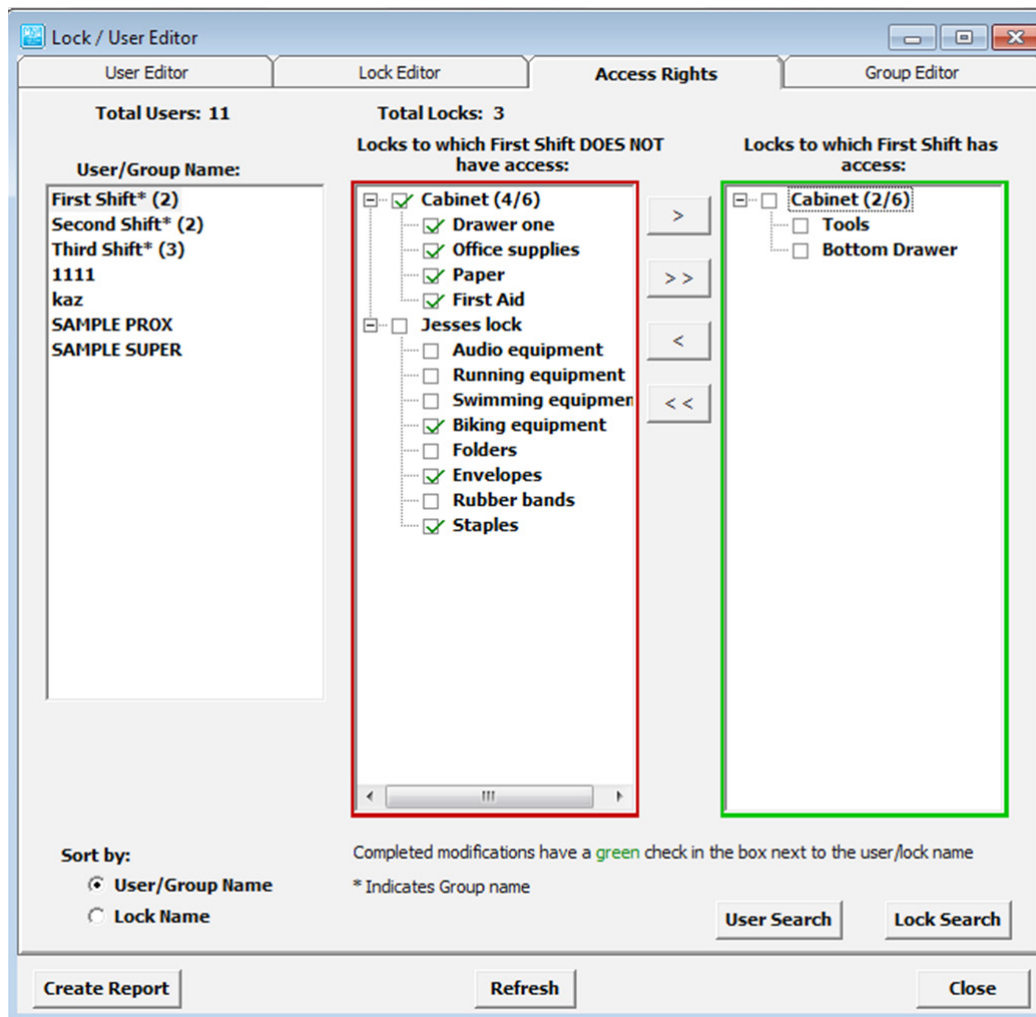 Lock / User Editor
User Editor
Lock Editor
Access Rights
Group Editor
Total Users: 11
Total Locks: 3
User/Group Name:
First Shift* (2)
Second Shift* (2)
Third Shift* (3)
1111
kaz
SAMPLE PROX
SAMPLE SUPER
Locks to which First Shift DOES NOT
have access:
Cabinet (4/6)
Drawer one
Office supplies
Paper
First Aid
Jesses lock
Audio equipment
Running equipment
Swimming equipmen
Biking equipment
Folders
Envelopes
Rubber bands
Staples
>
> >
<
< <
Locks to which First Shift has
access:
Cabinet (2/6)
Tools
Bottom Drawer
Sort by:
User/Group Name
Lock Name
Completed modifications have a green check in the box next to the user/lock name
* Indicates Group name
User Search
Lock Search
Create Report
Refresh
Close